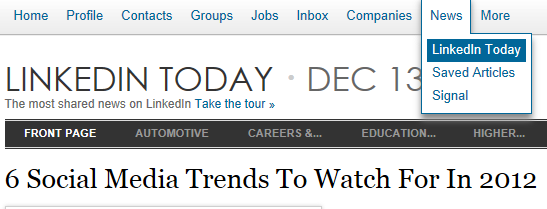 Home Profile Contacts Groups Jobs Inbox Companies News More
LinkedIn Today
Saved Articles
Signal
LINKEDIN TODAY • DEC 13
The most shared news on LinkedIn Take the tour »
FRONT PAGE AUTOMOTIVE CAREERS &... EDUCATION... HIGHER...
6 Social Media Trends To Watch For In 2012